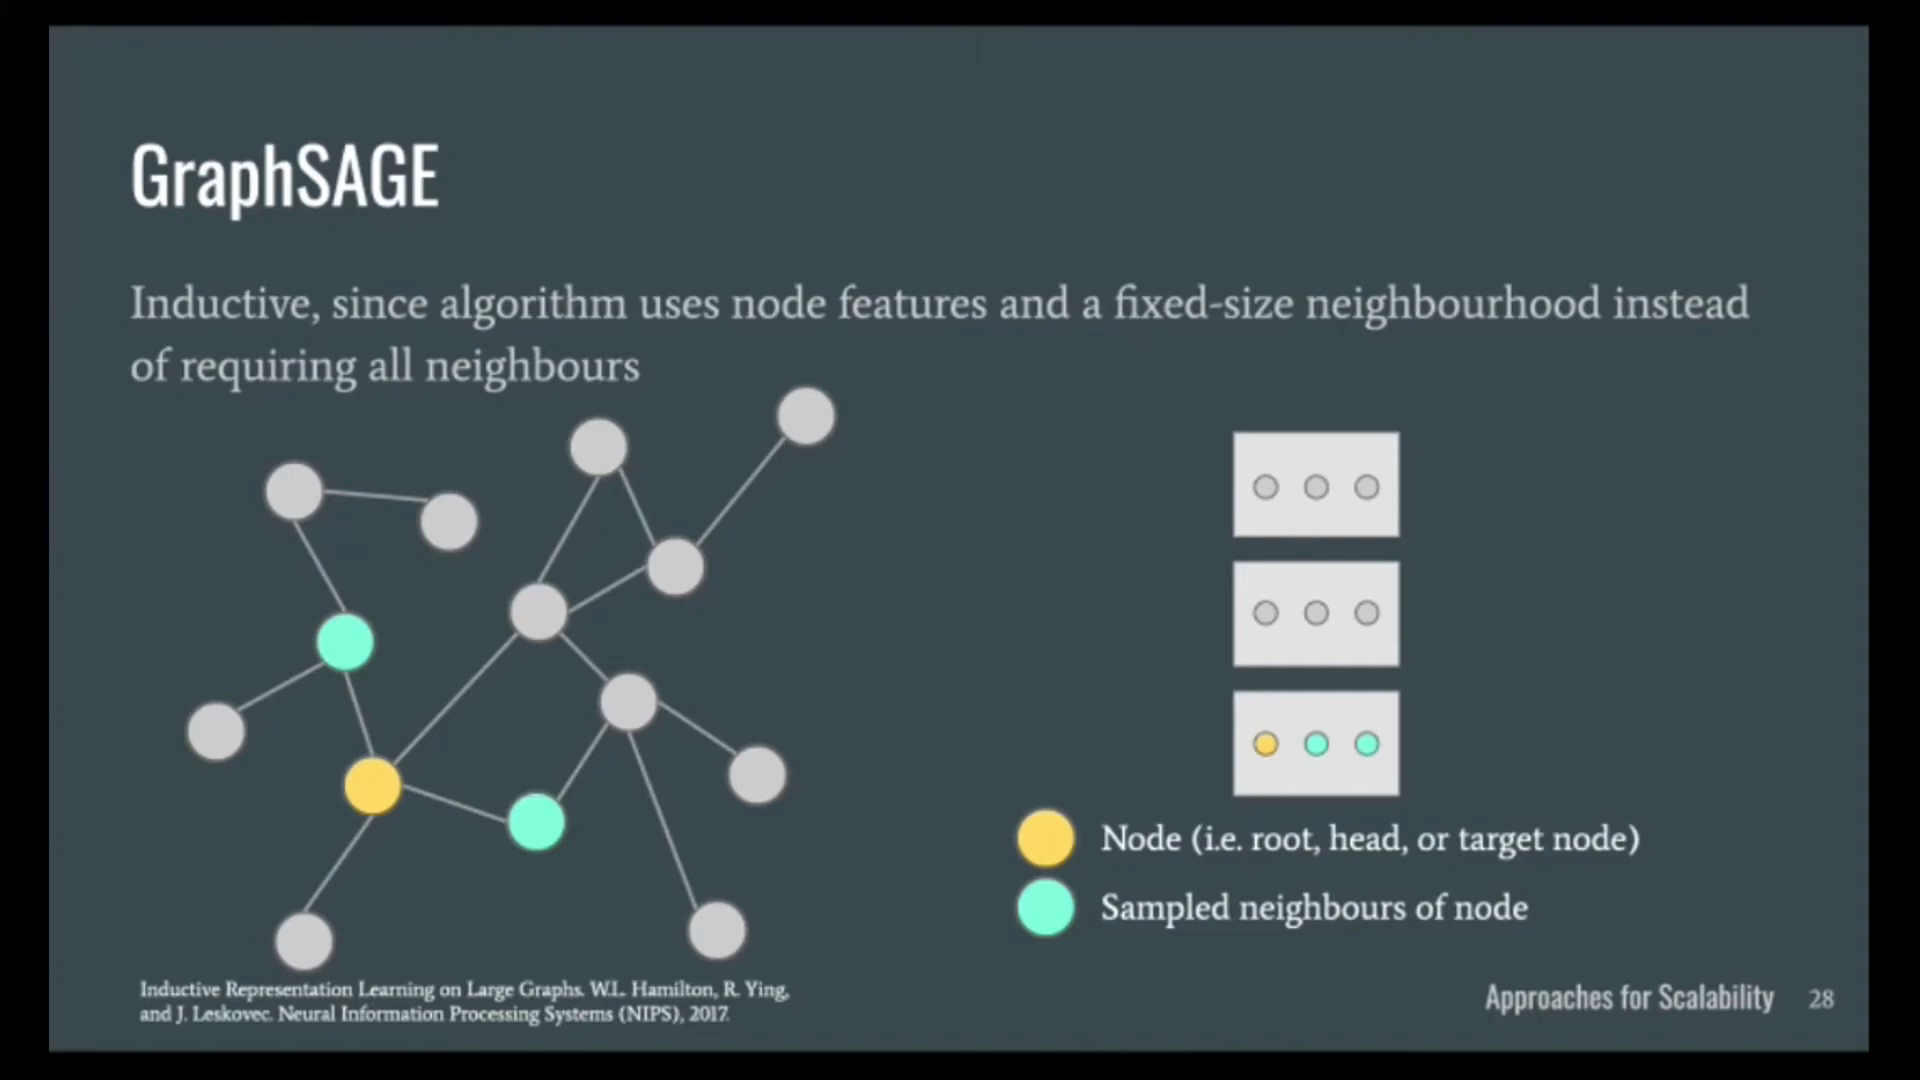 GraphSAGE
Inductive, since algorithm uses node features and a fixed-size neighbourhood instead
of requiring all neighbours
Node (i.e. root, head, or target node)
Sampled neighbours of node
Inductive Representation Learning on Large Graphs. W.L. Hamilton, R. Ying,
and J. Leskovec. Neural Information Processing Systems (NIPS), 2017.
Approaches for Scalability 28